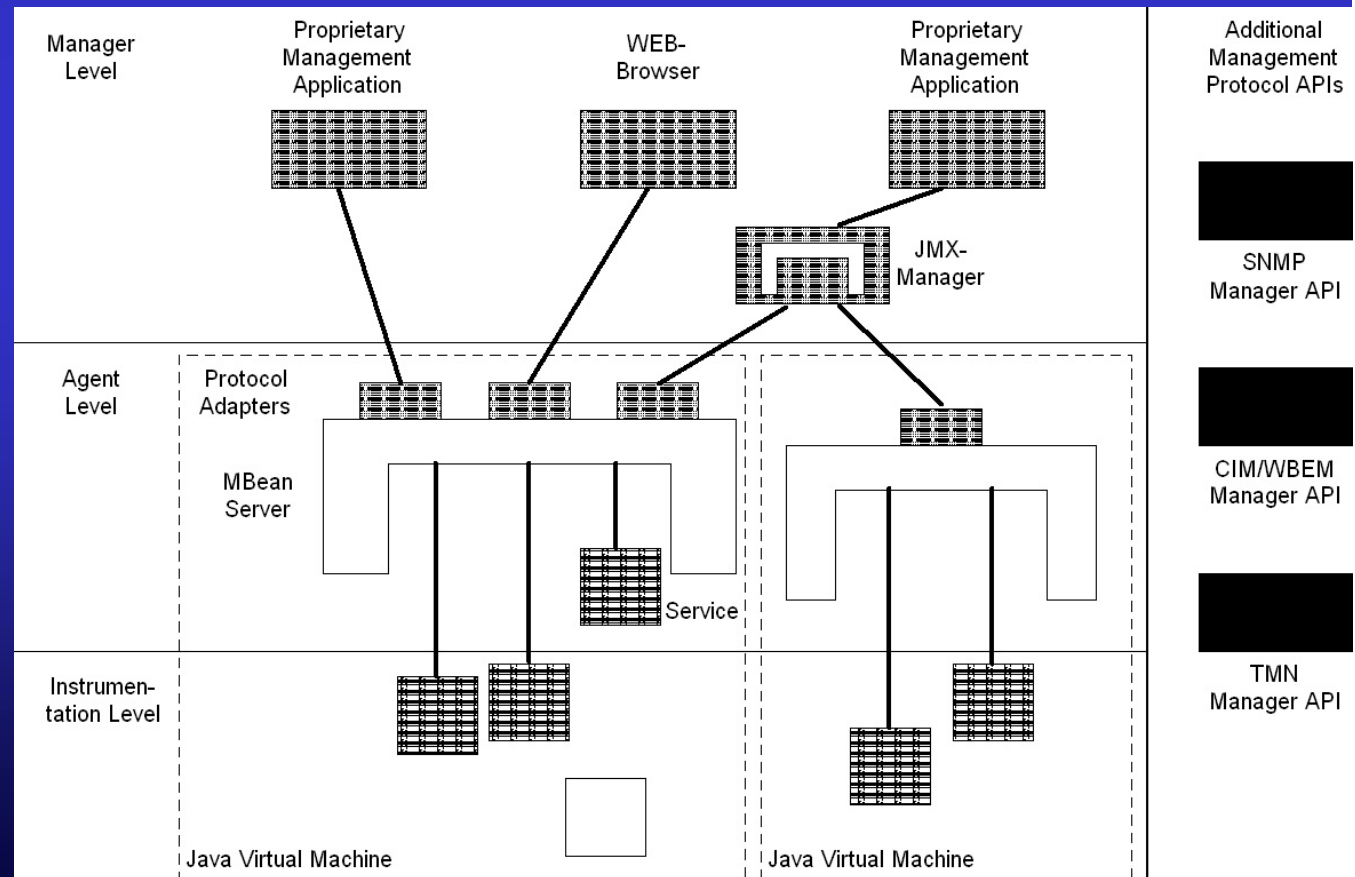 Manager
Level
Proprietary
Management
Application
WEB-
Browser
Proprietary
Management
Application
Additional
Management
Protocol APIs
JMX-
Manager
SNMP
Manager API
Agent
Level
Protocol
Adapters
MBean
Server
Service
CIM/WBEM
Manager API
Instrumen-
tation Level
TMN
Manager API
Java Virtual Machine
Java Virtual Machine